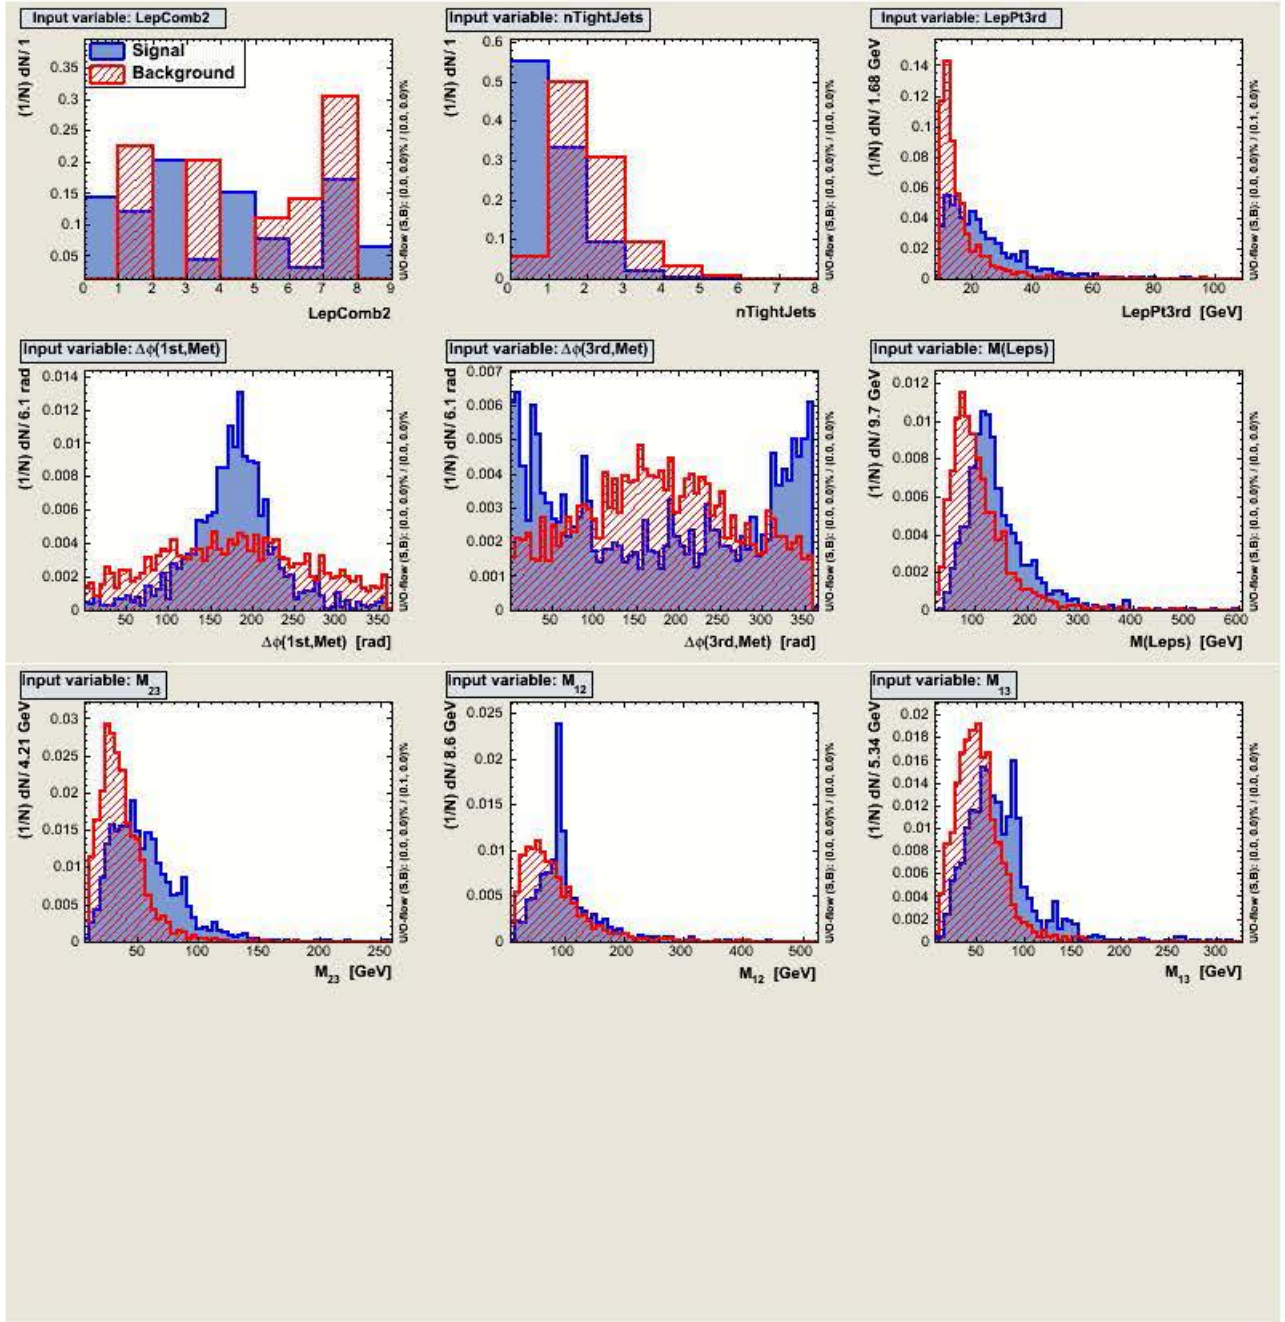 Input variable: LepComb2
(1/N) dN/ 1
Signal
Background
0.35
0.3
0.25
0.2
0.15
0.1
0.05
0 1 2 3 4 5 6 7 8 9
LepComb2
U/O-flow (S,B): (0.0, 0.0)% / (0.0, 0.0)%
Input variable: nTightJets
(1/N) dN/ 1
0.6
0.5
0.4
0.3
0.2
0.1
0
0 1 2 3 4 5 6 7 8
nTightJets
U/O-flow (S,B): (0.0, 0.0)% / (0.0, 0.0)%
Input variable: LepPt3rd
(1/N) dN/ 1.68 GeV
0.14
0.12
0.1
0.08
0.06
0.04
0.02
0
20 40 60 80 100
LepPt3rd [GeV]
U/O-flow (S,B): (0.0, 0.0)% / (0.1, 0.0)%
Input variable: Δϕ(1st,Met)
(1/N) dN/ 6.1 rad
0.014
0.012
0.01
0.008
0.006
0.004
0.002
0
50 100 150 200 250 300 350
Δϕ(1st,Met) [rad]
U/O-flow (S,B): (0.0, 0.0)% / (0.0, 0.0)%
Input variable: Δϕ(3rd,Met)
(1/N) dN/ 6.1 rad
0.007
0.006
0.005
0.004
0.003
0.002
0.001
0
0 50 100 150 200 250 300 350
Δϕ(3rd,Met) [rad]
U/O-flow (S,B): (0.0, 0.0)% / (0.0, 0.0)%
Input variable: M(Leps)
(1/N) dN/ 9.7 GeV
0.012
0.01
0.008
0.006
0.004
0.002
0
100 200 300 400 500 600
M(Leps) [GeV]
U/O-flow (S,B): (0.0, 0.0)% / (0.0, 0.0)%
Input variable: M23
(1/N) dN/ 4.21 GeV
0.03
0.025
0.02
0.015
0.01
0.005
0
50 100 150 200 250
M23 [GeV]
U/O-flow (S,B): (0.0, 0.0)% / (0.1, 0.0)%
Input variable: M12
(1/N) dN/ 8.6 GeV
0.025
0.02
0.015
0.01
0.005
0
100 200 300 400 500
M12 [GeV]
U/O-flow (S,B): (0.0, 0.0)% / (0.0, 0.0)%
Input variable: M13
(1/N) dN/ 5.34 GeV
0.02
0.018
0.016
0.014
0.012
0.01
0.008
0.006
0.004
0.002
0
50 100 150 200 250 300
M13 [GeV]
U/O-flow (S,B): (0.0, 0.0)% / (0.0, 0.0)%